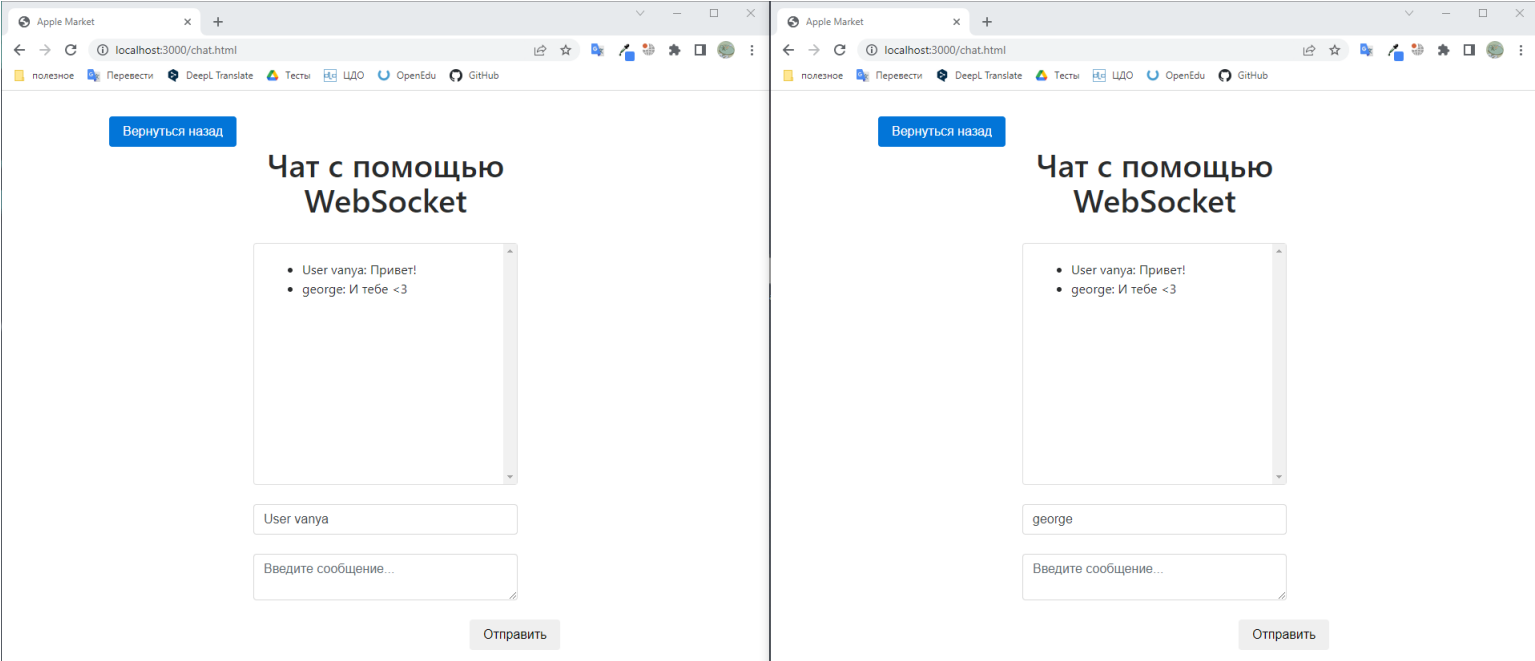 Apple Market
localhost:3000/chat.html
полезное Перевести DeepL Translate Тесты ЦДО OpenEdu GitHub
Вернуться назад
Чат с помощью
WebSocket
User vanya: Привет!
george: И тебе <3
User vanya
Введите сообщение...
Отправить
Apple Market
localhost:3000/chat.html
полезное Перевести DeepL Translate Тесты ЦДО OpenEdu GitHub
Вернуться назад
Чат с помощью
WebSocket
User vanya: Привет!
george: И тебе <3
george
Введите сообщение...
Отправить